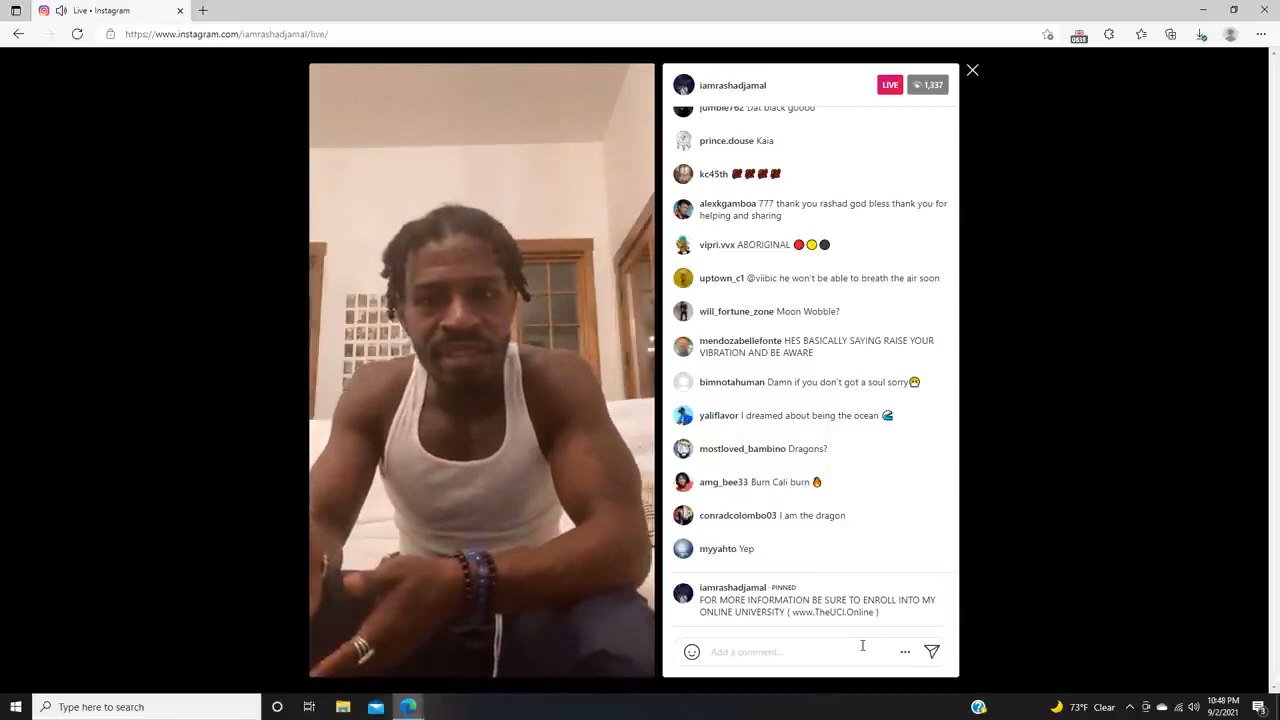 Live • Instagram
https://www.instagram.com/iamrashadjamal/live/
iamrashadjamal
LIVE
1,337
jumble762 Dat black goooo
prince.douse Kaia
kc45th 💯 💯 💯 💯
alexkgamboa 777 thank you rashad god bless thank you for
helping and sharing
vipri.vvx ABORIGINAL 🔴 🟡 ⚫
uptown_c1 @viibic he won't be able to breath the air soon
will_fortune_zone Moon Wobble?
mendozabellefonte HES BASICALLY SAYING RAISE YOUR
VIBRATION AND BE AWARE
bimnotahuman Damn if you don't got a soul sorry😷
yaliflavor I dreamed about being the ocean 🌊
mostloved_bambino Dragons?
amg_bee33 Burn Cali burn 🔥
conradcolombo03 I am the dragon
myyahto Yep
iamrashadjamal · PINNED
FOR MORE INFORMATION BE SURE TO ENROLL INTO MY
ONLINE UNIVERSITY ( www.TheUCI.Online )
Add a comment...
Type here to search
73°F Clear
10:48 PM
9/2/2021